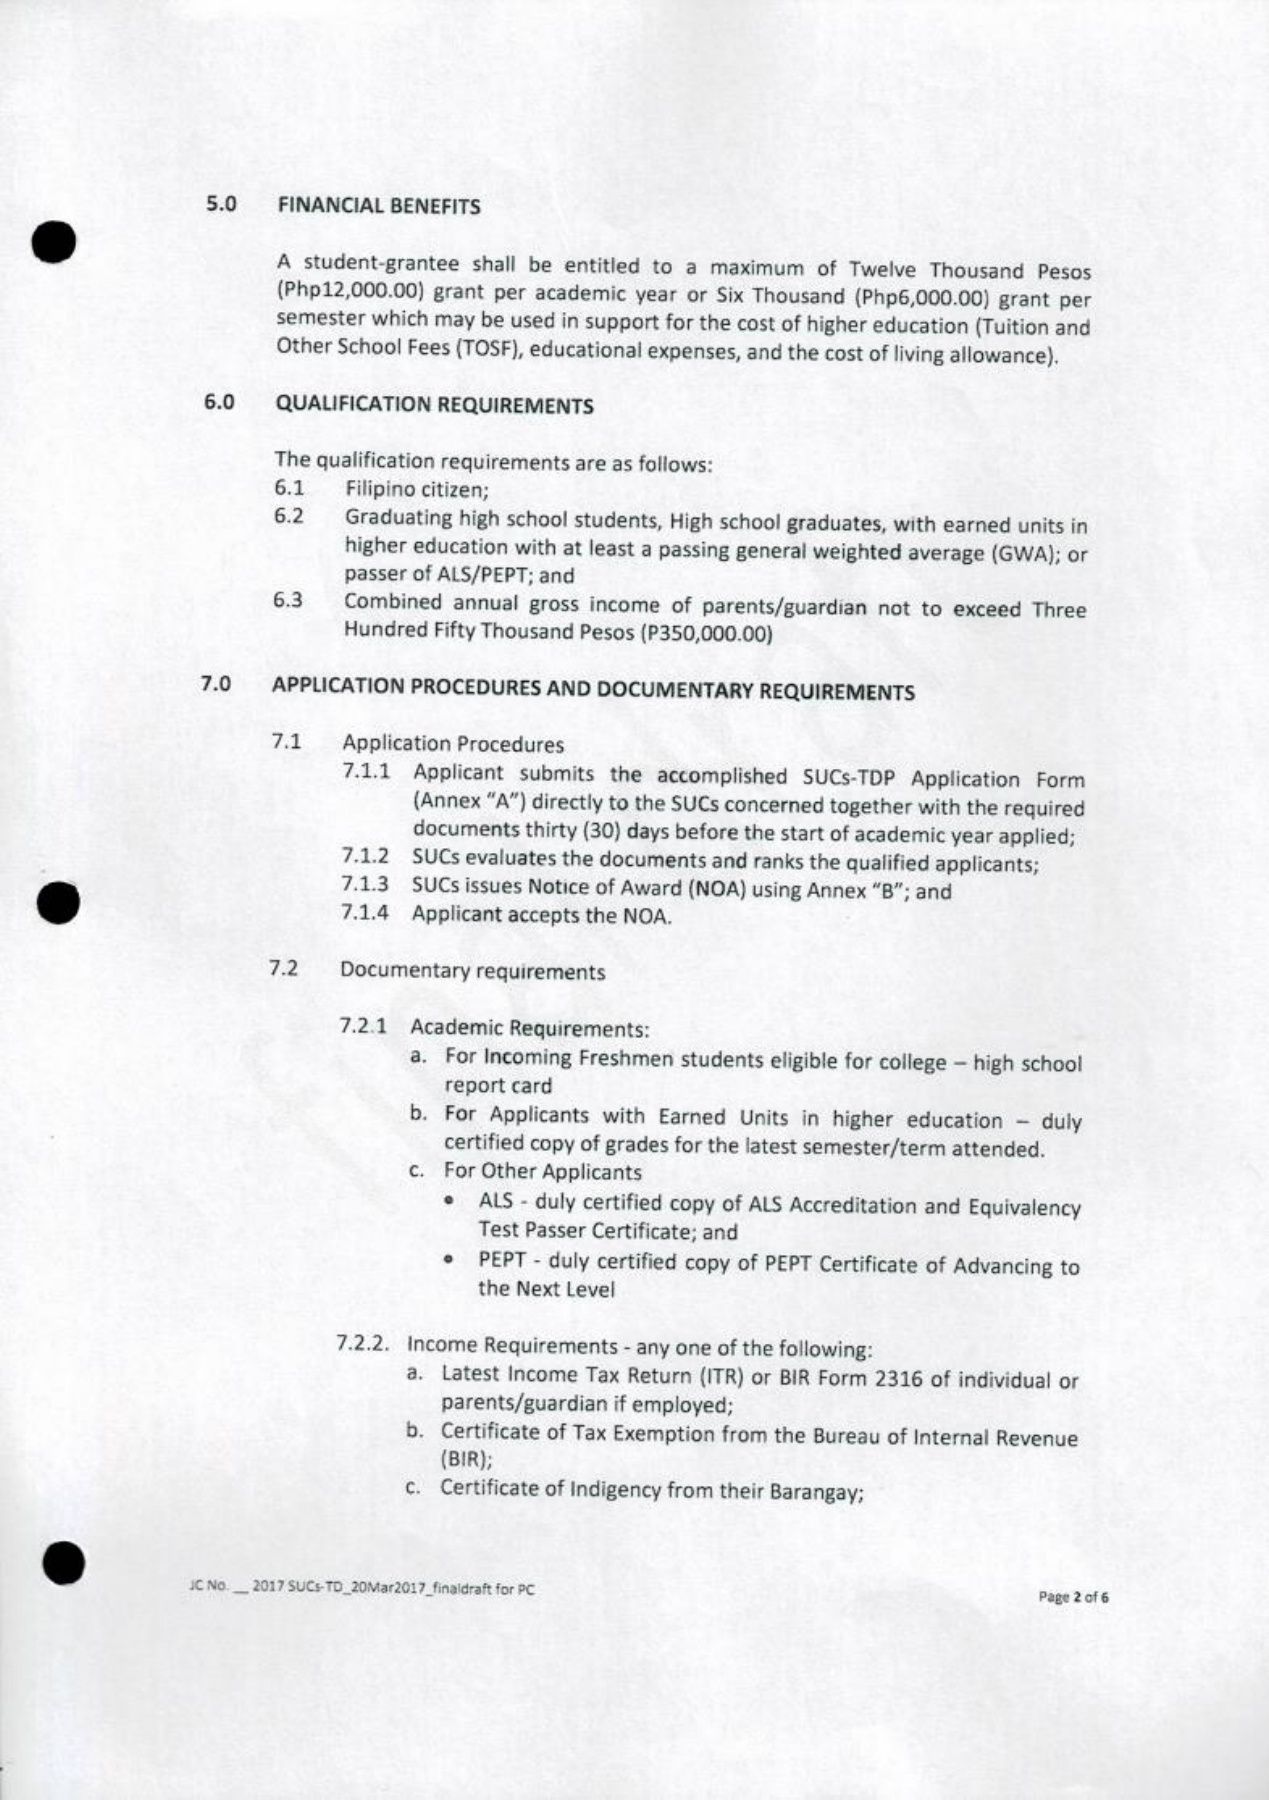 5.0 FINANCIAL BENEFITS
A student-grantee shall be entitled to a maximum of Twelve Thousand Pesos
(Php12,000.00) grant per academic year or Six Thousand (Php6,000.00) grant per
semester which may be used in support for the cost of higher education (Tuition and
Other School Fees (TOSF), educational expenses, and the cost of living allowance).
6.0 QUALIFICATION REQUIREMENTS
The qualification requirements are as follows:
6.1 Filipino citizen;
6.2 Graduating high school students, High school graduates, with earned units in
higher education with at least a passing general weighted average (GWA); or
passer of ALS/PEPT; and
6.3 Combined annual gross income of parents/guardian not to exceed Three
Hundred Fifty Thousand Pesos (P350,000.00)
7.0 APPLICATION PROCEDURES AND DOCUMENTARY REQUIREMENTS
7.1 Application Procedures
7.1.1 Applicant submits the accomplished SUCs-TDP Application Form
(Annex "A") directly to the SUCs concerned together with the required
documents thirty (30) days before the start of academic year applied;
7.1.2 SUCs evaluates the documents and ranks the qualified applicants;
7.1.3 SUCs issues Notice of Award (NOA) using Annex "B"; and
7.1.4 Applicant accepts the NOA.
7.2 Documentary requirements
7.2.1 Academic Requirements:
a. For Incoming Freshmen students eligible for college – high school
report card
b. For Applicants with Earned Units in higher education – duly
certified copy of grades for the latest semester/term attended.
c. For Other Applicants
• ALS - duly certified copy of ALS Accreditation and Equivalency
Test Passer Certificate; and
• PEPT - duly certified copy of PEPT Certificate of Advancing to
the Next Level
7.2.2. Income Requirements - any one of the following:
a. Latest Income Tax Return (ITR) or BIR Form 2316 of individual or
parents/guardian if employed;
b. Certificate of Tax Exemption from the Bureau of Internal Revenue
(BIR);
c. Certificate of Indigency from their Barangay;
JC No. __ 2017 SUCs-TD_20Mar2017_finaldraft for PC
Page 2 of 6